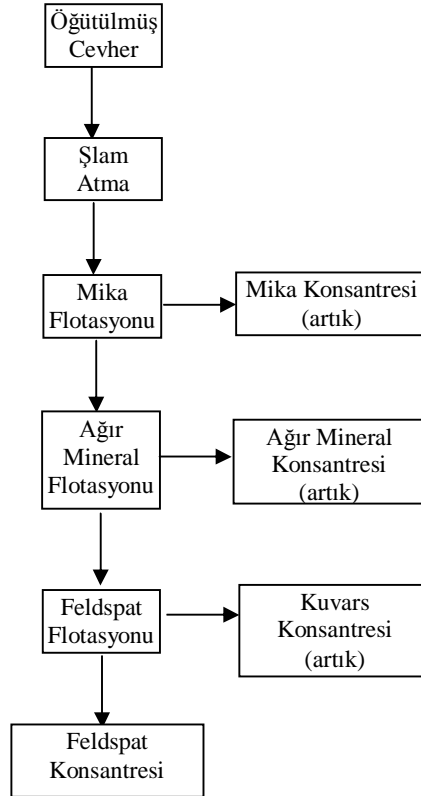 Öğütülmüş
Cevher
Şlam
Atma
Mika
Flotasyonu
Mika Konsantresi
(artık)
Ağır
Mineral
Flotasyonu
Ağır Mineral
Konsantresi
(artık)
Feldspat
Flotasyonu
Kuvars
Konsantresi
(artık)
Feldspat
Konsantresi